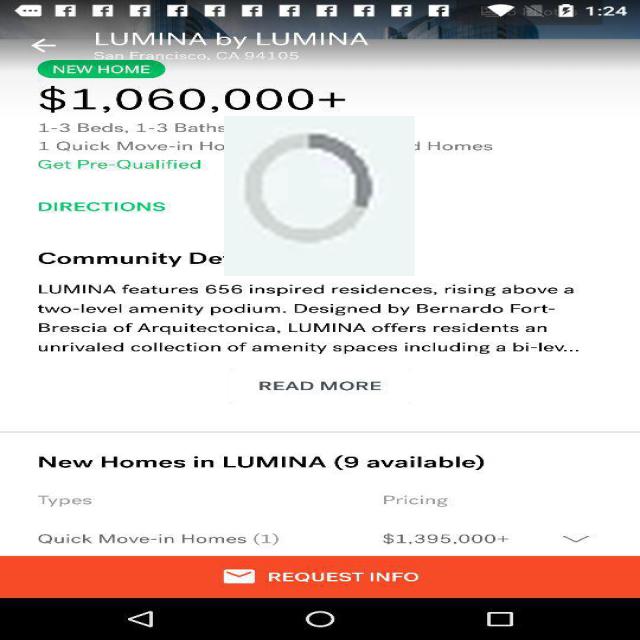 1:24
LUMINA by LUMINA
San Francisco, CA 94105
NEW HOME
$1,060,000+
1-3 Beds, 1-3 Baths
1 Quick Move-in Ho d Homes
Get Pre-Qualified
DIRECTIONS
Community De
LUMINA features 656 inspired residences, rising above a
two-level amenity podium. Designed by Bernardo Fort-
Brescia of Arquitectonica, LUMINA offers residents an
unrivaled collection of amenity spaces including a bi-lev...
READ MORE
New Homes in LUMINA (9 available)
Types Pricing
Quick Move-in Homes (1) $1,395,000+
REQUEST INFO